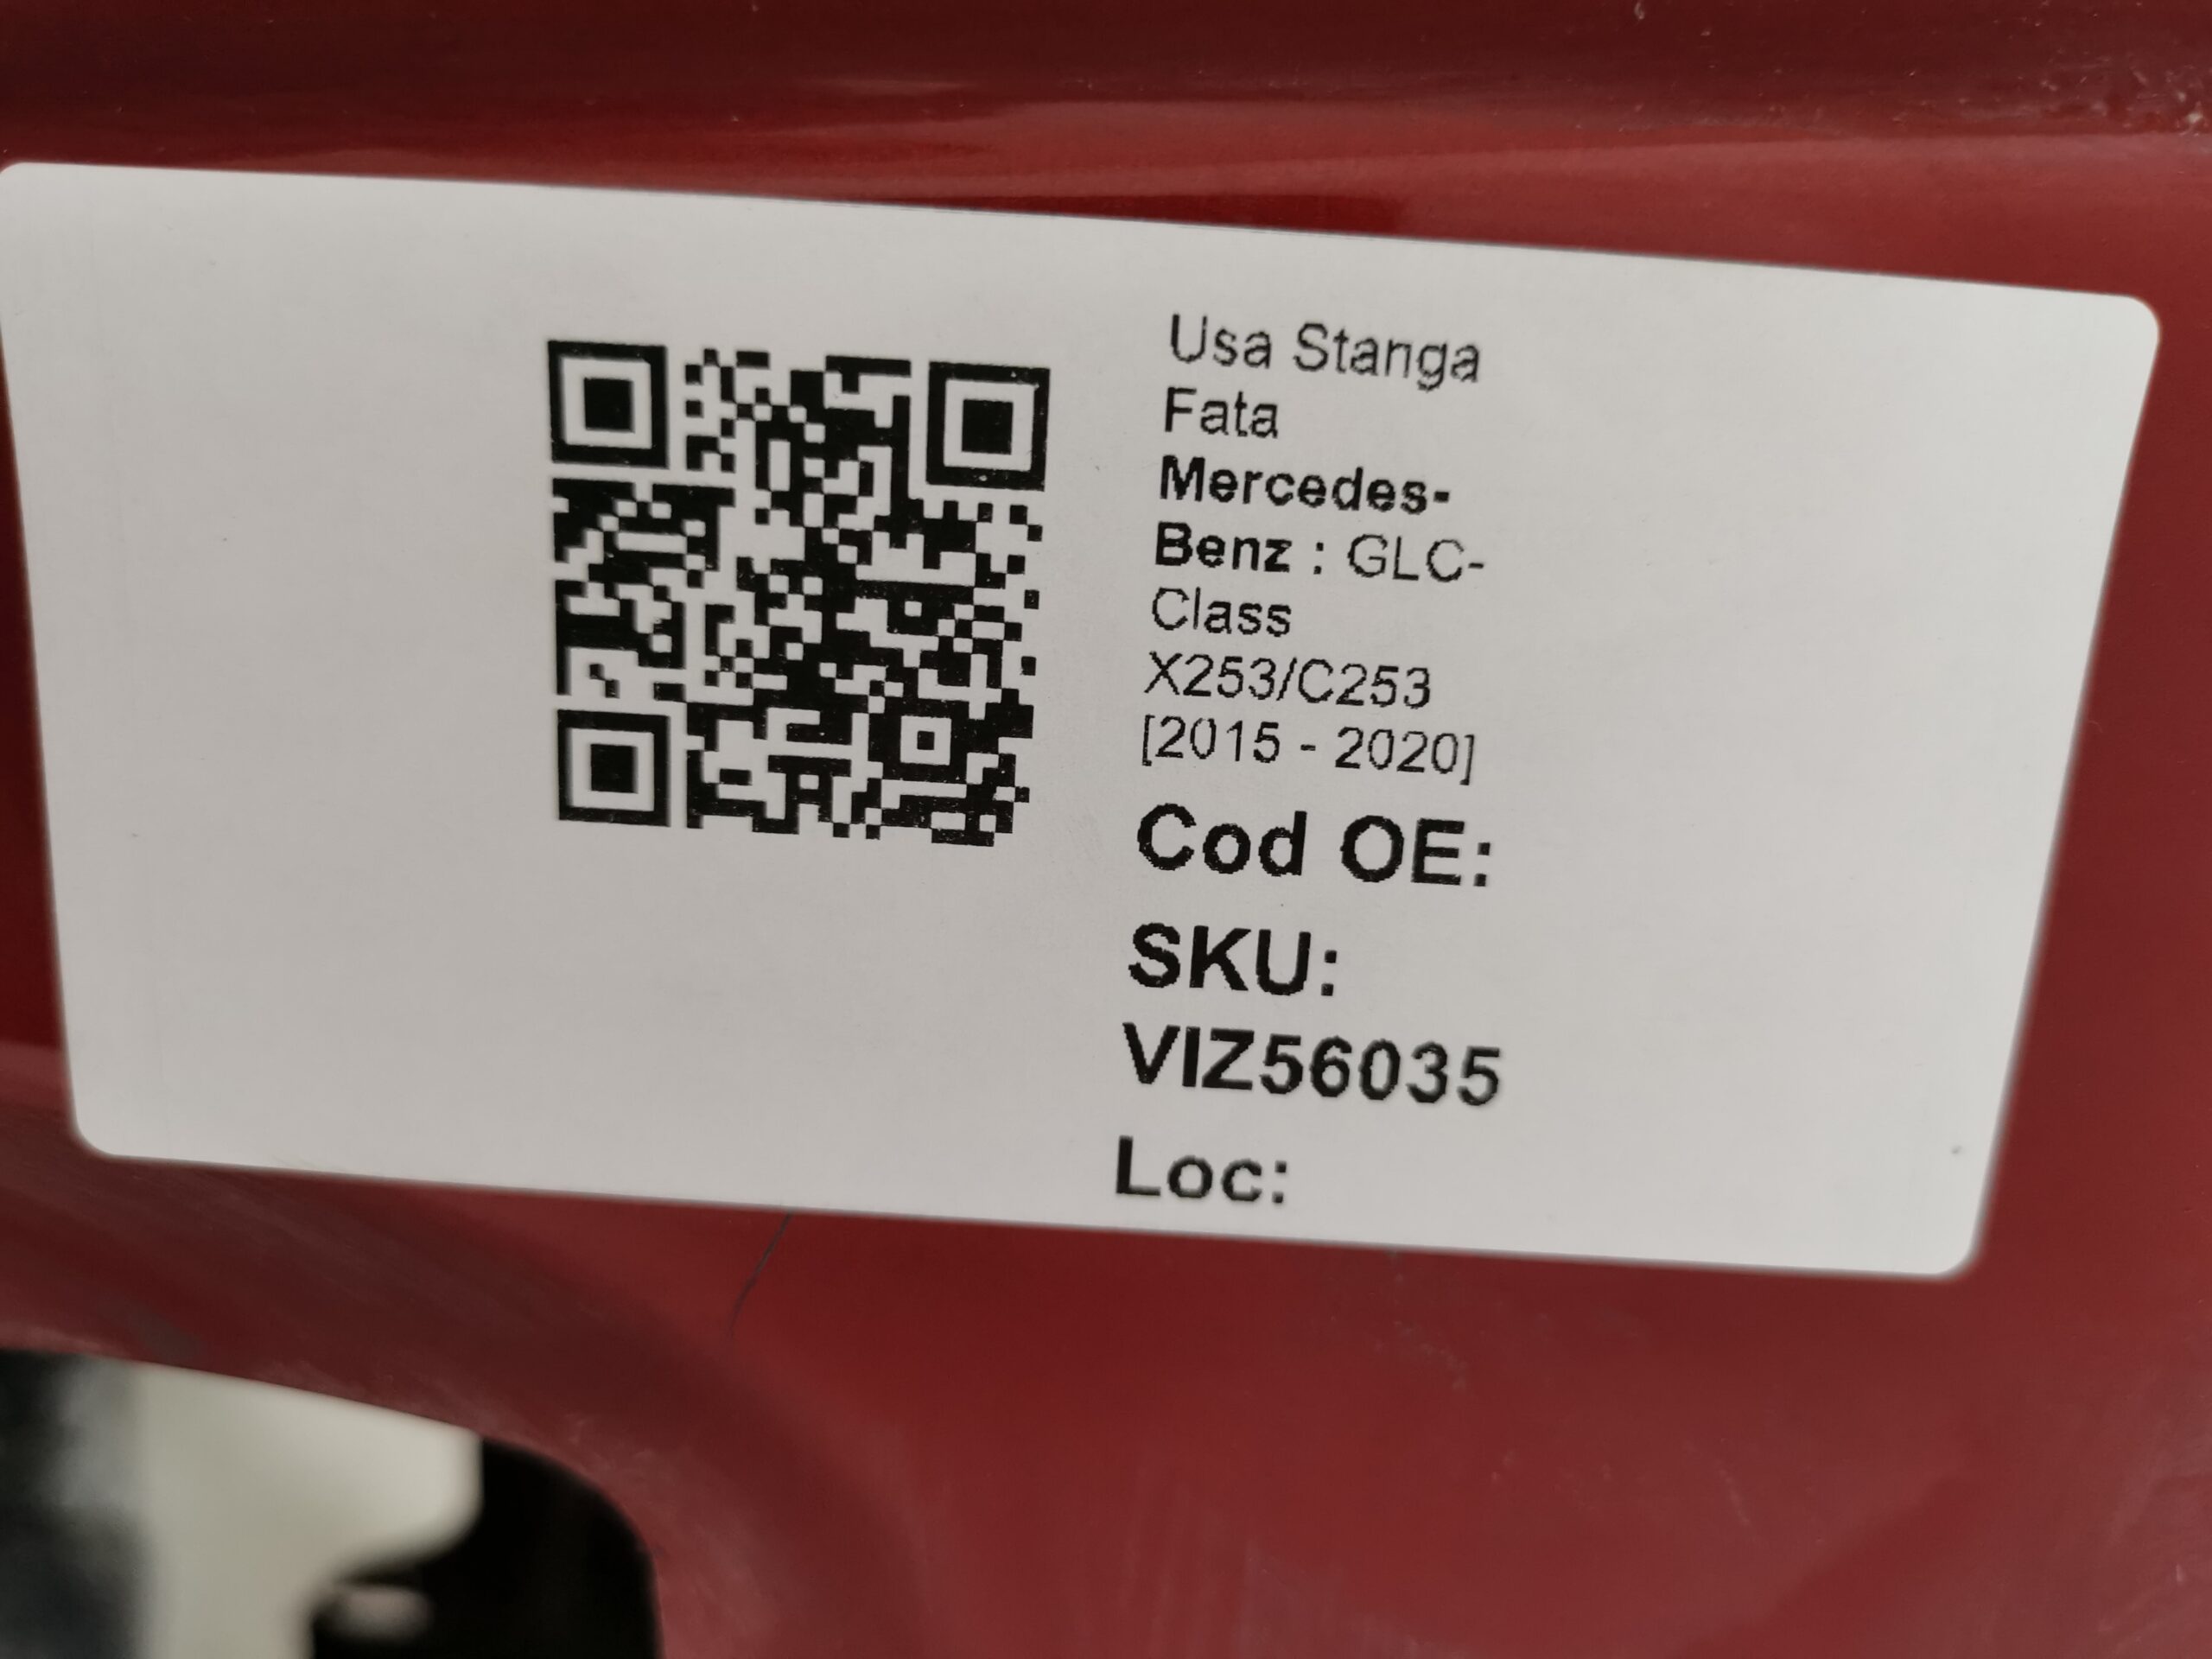 Usa Stanga
Fata
Mercedes-
Benz : GLC-
Class
X253/C253
[2015 - 2020]
Cod OE:
SKU:
VIZ56035
Loc: